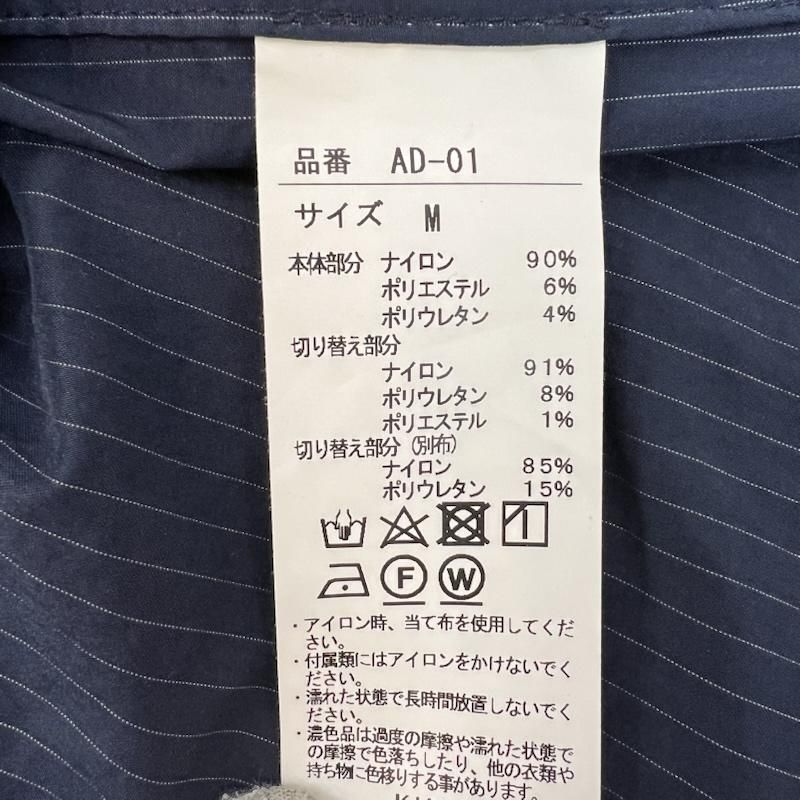 品番 AD-01
サイズ M
本体部分 ナイロン 90%
ポリエステル 6%
ポリウレタン 4%
切り替え部分
ナイロン 91%
ポリウレタン 8%
ポリエステル 1%
切り替え部分(別布)
ナイロン 85%
ポリウレタン 15%
F W
・アイロン時、当て布を使用してくだ
さい。
・付属類にはアイロンをかけないでく
ださい。
・濡れた状態で長時間放置しないでく
ださい。
・濃色品は過度の摩擦や濡れた状態で
の摩擦で色落ちしたり、他の衣類や
持ち物に色移りする事があります。